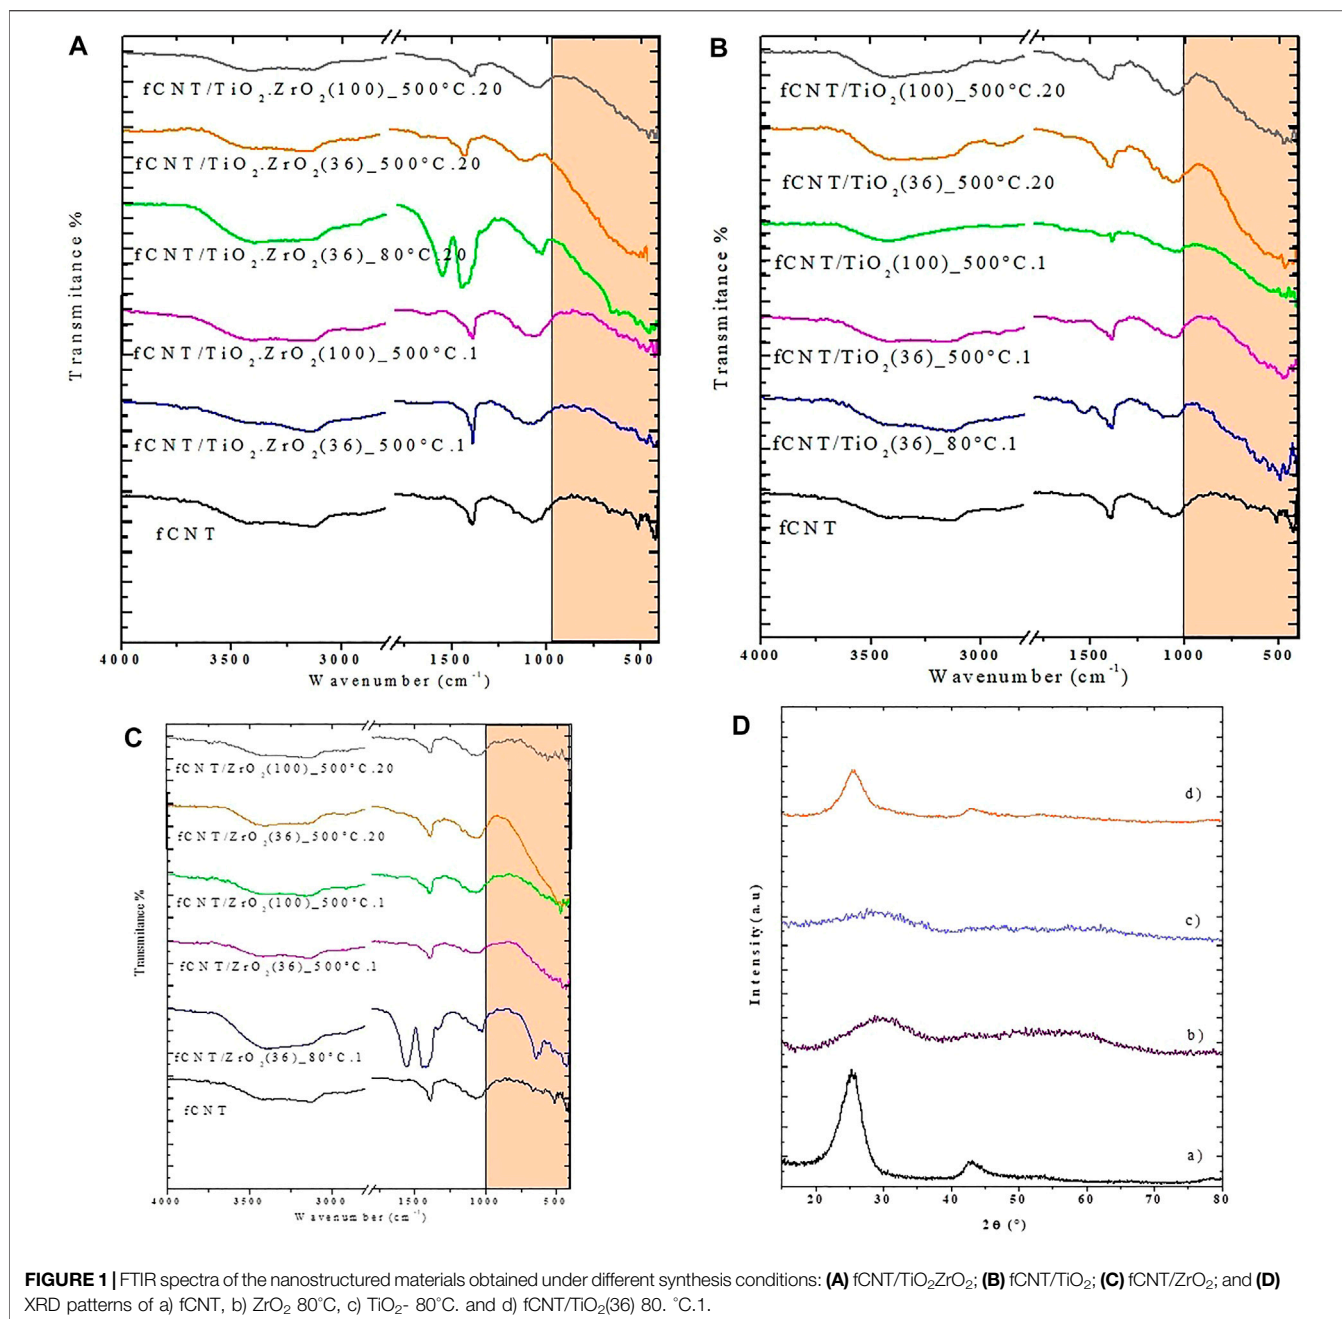 A
fCNT/TiO2.ZrO2(100)_500°C.20
fCNT/TiO2.ZrO2(36)_500°C.20
fCNT/TiO2.ZrO2(36)_80°C.20
fCNT/TiO2.ZrO2(100)_500°C.1
fCNT/TiO2.ZrO2(36)_500°C.1
fCNT
Transmitance %
4000 3500 3000 1500 1000 500
Wavenumber (cm-1)
B
fCNT/TiO2(100)_500°C.20
fCNT/TiO2(36)_500°C.20
fCNT/TiO2(100)_500°C.1
fCNT/TiO2(36)_500°C.1
fCNT/TiO2(36)_80°C.1
fCNT
Transmitance %
4000 3500 3000 1500 1000 500
Wavenumber (cm-1)
C
fCNT/ZrO2(100)_500°C.20
fCNT/ZrO2(36)_500°C.20
fCNT/ZrO2(100)_500°C.1
fCNT/ZrO2(36)_500°C.1
fCNT/ZrO2(36)_80°C.1
fCNT
Transmitance %
4000 3500 3000 1500 1000 500
Wavenumber (cm-1)
D
d)
c)
b)
a)
Intensity(a.u)
20 30 40 50 60 70 80
2θ (°)
FIGURE 1 | FTIR spectra of the nanostructured materials obtained under different synthesis conditions: (A) fCNT/TiO2ZrO2; (B) fCNT/TiO2; (C) fCNT/ZrO2; and (D)
XRD patterns of a) fCNT, b) ZrO2 80°C, c) TiO2- 80°C. and d) fCNT/TiO2(36) 80. °C.1.